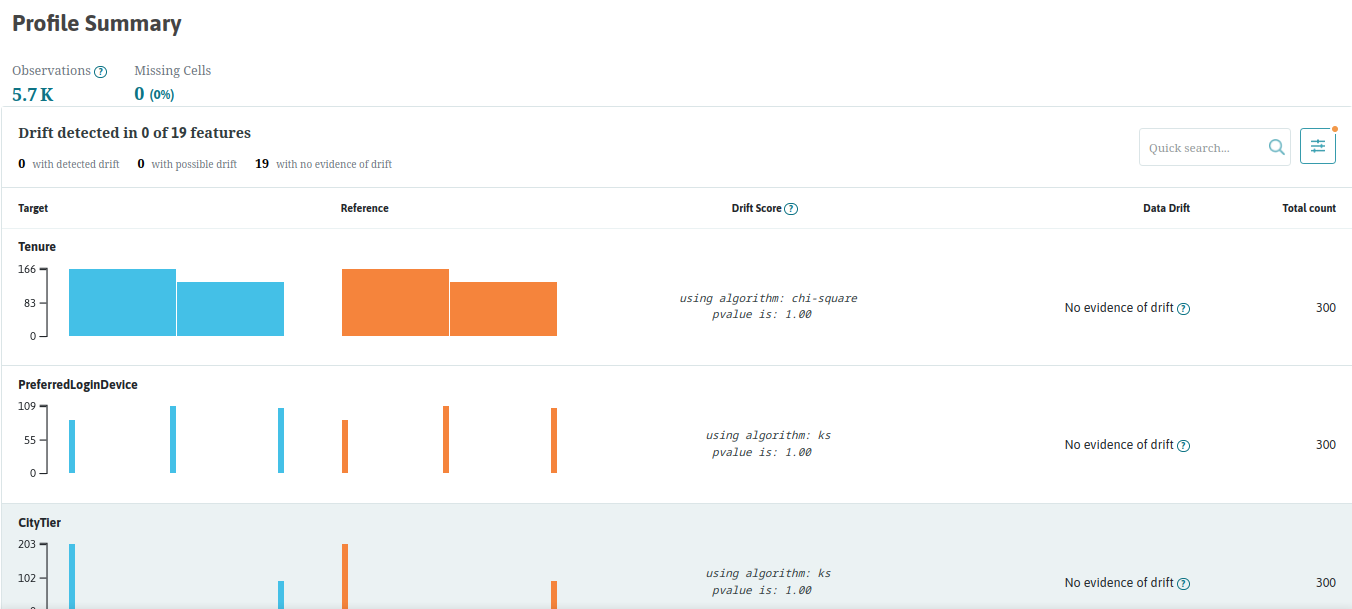 Profile Summary
Observations ? Missing Cells
5.7 K 0 (0%)
Drift detected in 0 of 19 features
0 with detected drift 0 with possible drift 19 with no evidence of drift
Quick search...
Target Reference Drift Score ? Data Drift Total count
Tenure
166
83
0
using algorithm: chi-square
pvalue is: 1.00
No evidence of drift ? 300
PreferredLoginDevice
109
55
0
using algorithm: ks
pvalue is: 1.00
No evidence of drift ? 300
CityTier
203
102
using algorithm: ks
pvalue is: 1.00
No evidence of drift ? 300